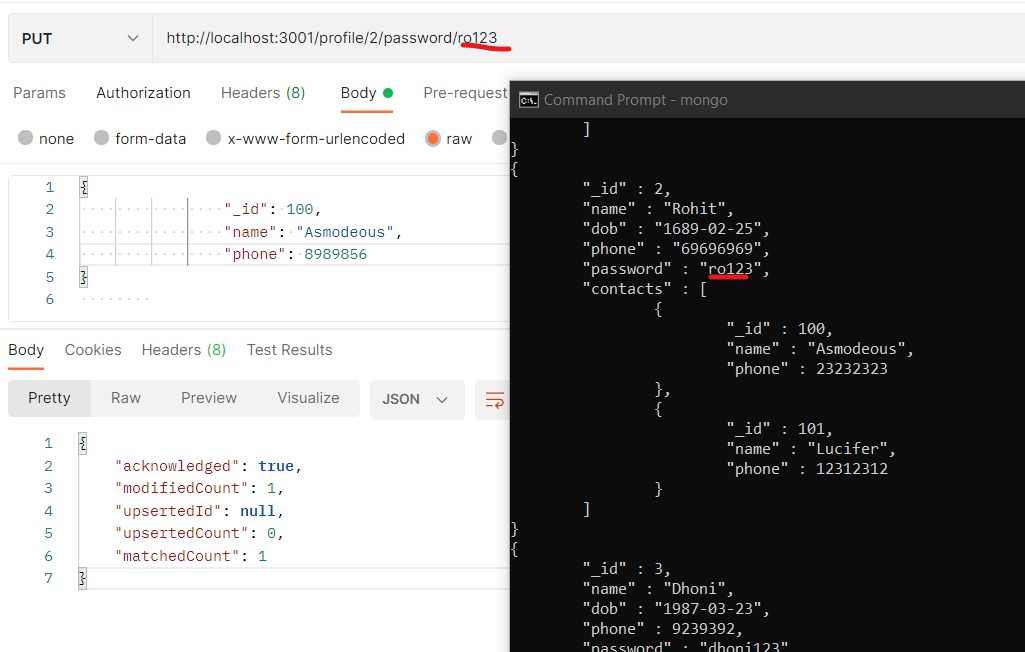 PUT http://localhost:3001/profile/2/password/ro123
Params Authorization Headers (8) Body Pre-request
none form-data x-www-form-urlencoded raw
1 {
2 "_id": 100,
3 "name": "Asmodeous",
4 "phone": 8989856
5 }
6
Body Cookies Headers (8) Test Results
Pretty Raw Preview Visualize JSON
1 {
2 "acknowledged": true,
3 "modifiedCount": 1,
4 "upsertedId": null,
5 "upsertedCount": 0,
6 "matchedCount": 1
7 }
C:\. Command Prompt - mongo
]
}
{
"_id" : 2,
"name" : "Rohit",
"dob" : "1689-02-25",
"phone" : "69696969",
"password" : "ro123",
"contacts" : [
{
"_id" : 100,
"name" : "Asmodeous",
"phone" : 23232323
},
{
"_id" : 101,
"name" : "Lucifer",
"phone" : 12312312
}
]
}
{
"_id" : 3,
"name" : "Dhoni",
"dob" : "1987-03-23",
"phone" : 9239392,
"password" : "dhoni123"